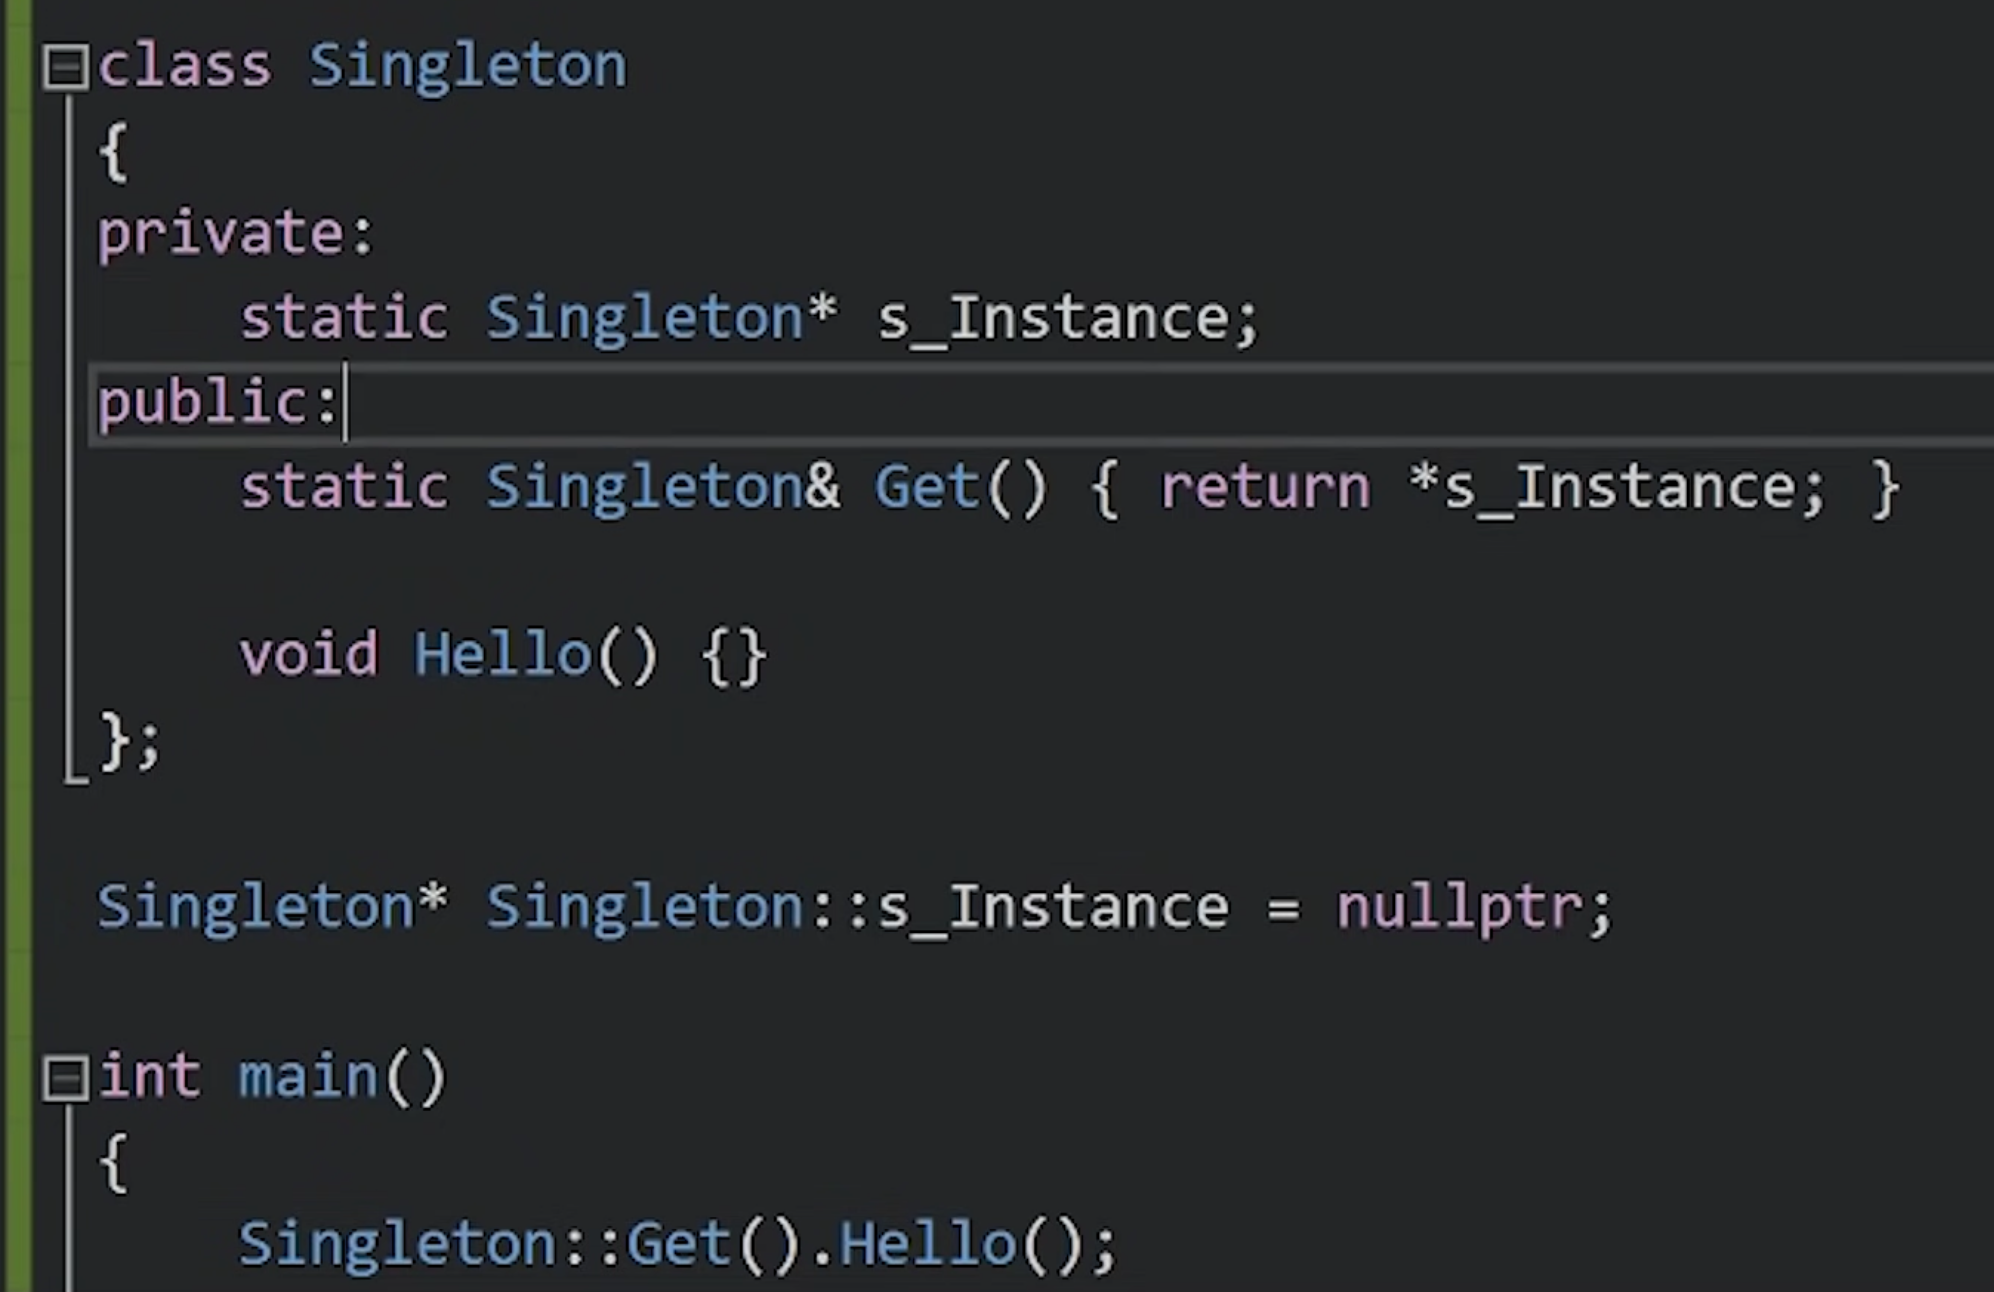 class Singleton
{
private:
    static Singleton* s_Instance;
public:
    static Singleton& Get() { return *s_Instance; }

    void Hello() {}
};

Singleton* Singleton::s_Instance = nullptr;

int main()
{
    Singleton::Get().Hello();